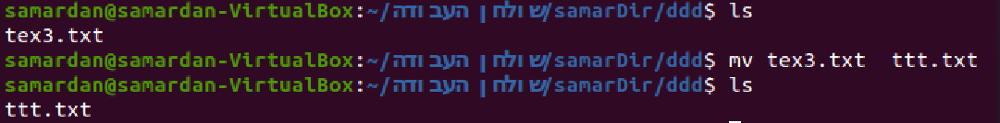 samardan@samardan-VirtualBox:~/שולחן העבודה/samarDir/ddd$ ls
tex3.txt
samardan@samardan-VirtualBox:~/שולחן העבודה/samarDir/ddd$ mv tex3.txt  ttt.txt
samardan@samardan-VirtualBox:~/שולחן העבודה/samarDir/ddd$ ls
ttt.txt